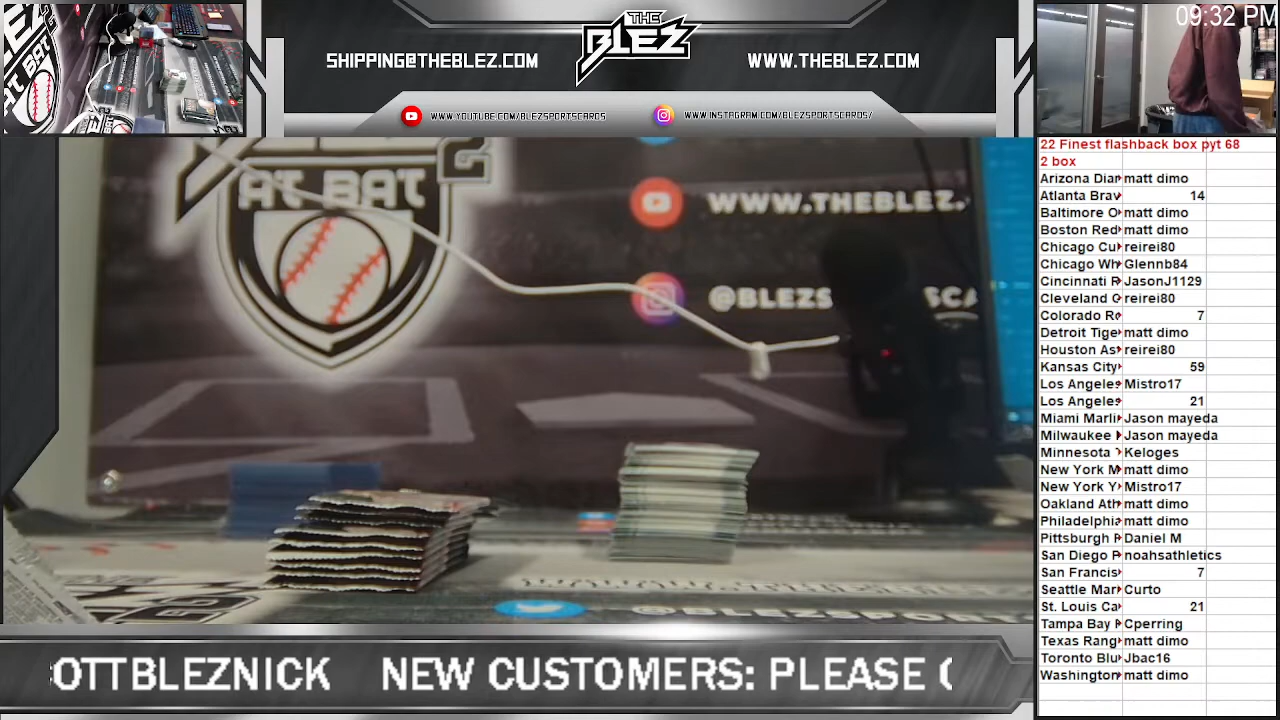 THE
BLEZ
SHIPPING@THEBLEZ.COM
WWW.THEBLEZ.COM
WWW.YOUTUBE.COM/BLEZSPORTSCARDS
WWW.INSTAGRAM.COM/BLEZSPORTSCARDS/
09:32 PM
AT BAT
WWW.THEBLEZ.
@BLEZS
22 Finest flashback box pyt 68
2 box
Arizona Diar matt dimo
Atlanta Brav 14
Baltimore O matt dimo
Boston Red matt dimo
Chicago Cu reirei80
Chicago Wh Glennb84
Cincinnati R JasonJ1129
Cleveland G reirei80
Colorado Ro 7
Detroit Tige matt dimo
Houston As reirei80
Kansas City 59
Los Angeles Mistro17
Los Angeles 21
Miami Marli Jason mayeda
Milwaukee Jason mayeda
Minnesota Keloges
New York M matt dimo
New York Y Mistro17
Oakland Ath matt dimo
Philadelphia matt dimo
Pittsburgh P Daniel M
San Diego P noahsathletics
San Francis 7
Seattle Mar Curto
St. Louis Ca 21
Tampa Bay Cperring
Texas Rang matt dimo
Toronto Blu Jbac16
Washington matt dimo
OTTBLEZNICK NEW CUSTOMERS: PLEASE